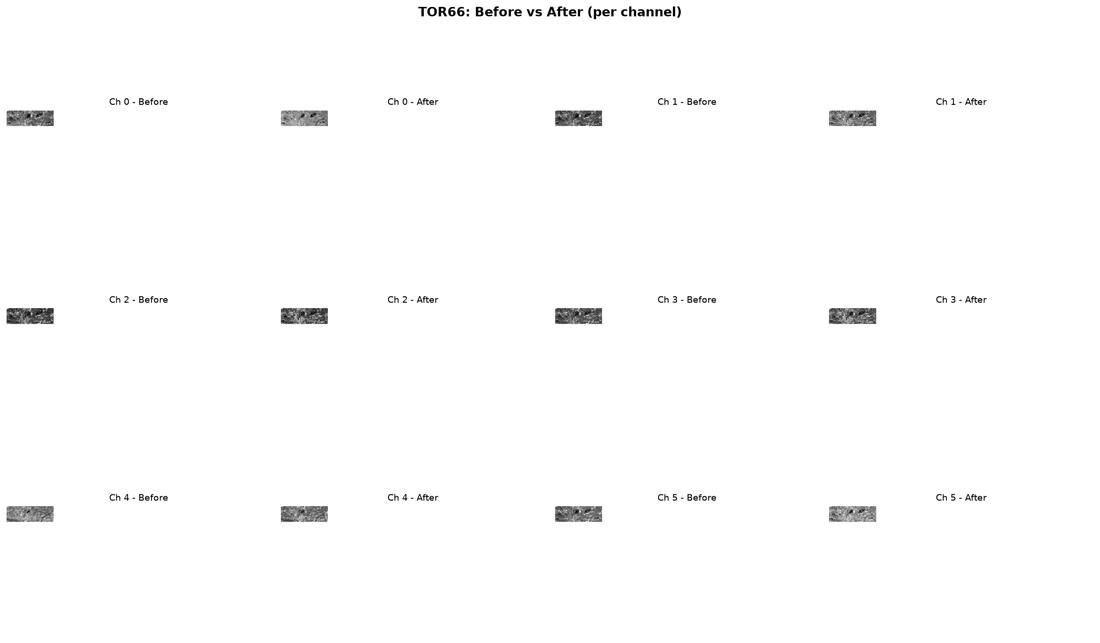 TOR66: Before vs After (per channel)
Ch 0 - Before
Ch 0 - After
Ch 1 - Before
Ch 1 - After
Ch 2 - Before
Ch 2 - After
Ch 3 - Before
Ch 3 - After
Ch 4 - Before
Ch 4 - After
Ch 5 - Before
Ch 5 - After